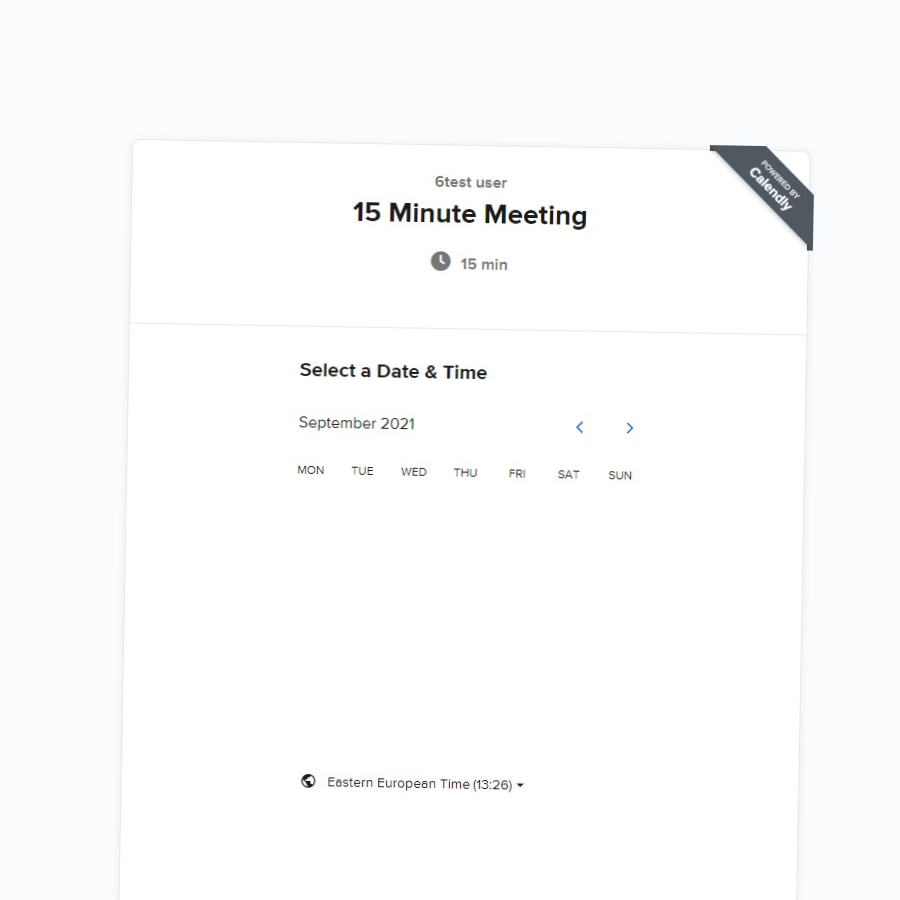 POWERED BY
Calendly
6test user
15 Minute Meeting
15 min
Select a Date & Time
September 2021
MON TUE WED THU FRI SAT SUN
Eastern European Time (13:26)